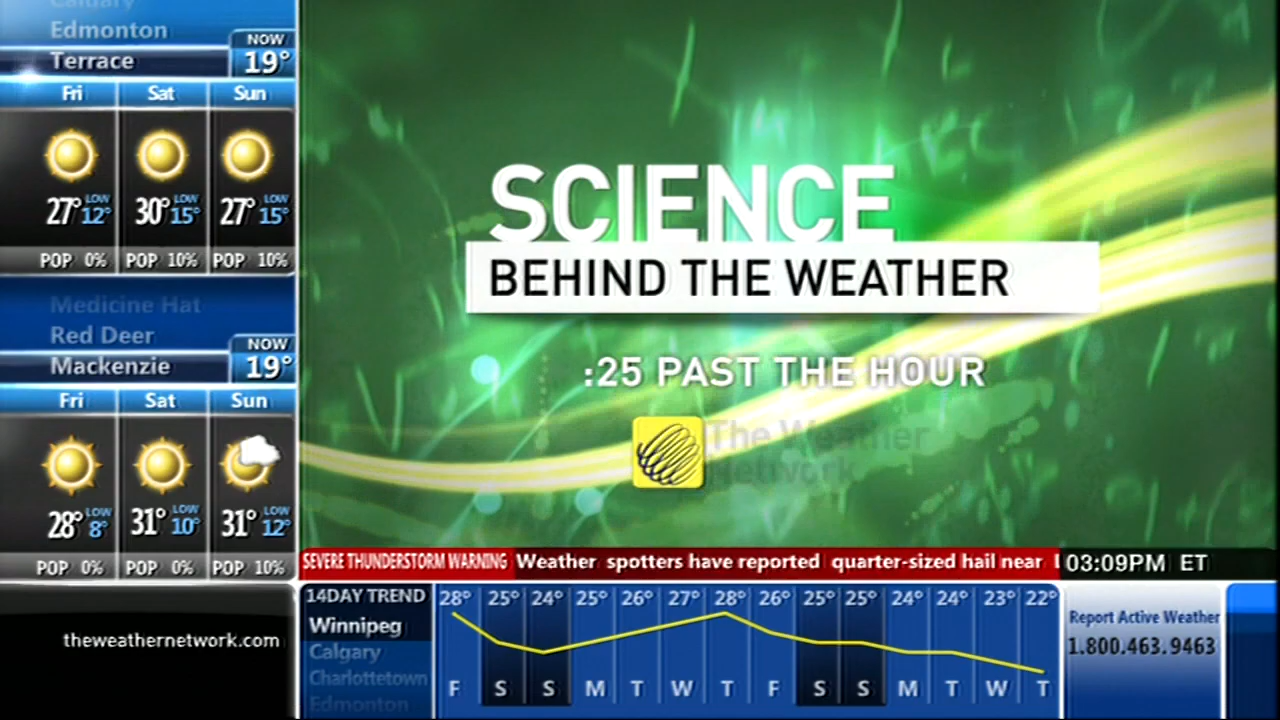 Calgary
Edmonton
Terrace
NOW
19°
Fri Sat Sun
27° LOW 12° 30° LOW 15° 27° LOW 15°
POP 0% POP 10% POP 10%
Medicine Hat
Red Deer
Mackenzie
NOW
19°
Fri Sat Sun
28° LOW 8° 31° LOW 10° 31° LOW 12°
POP 0% POP 0% POP 10%
theweathernetwork.com
SCIENCE
BEHIND THE WEATHER
:25 PAST THE HOUR
The Weather
Network
SEVERE THUNDERSTORM WARNING Weather spotters have reported quarter-sized hail near
03:09PM ET
14DAY TREND
Winnipeg
Calgary
Charlottetown
Edmonton
28° 25° 24° 25° 26° 27° 28° 26° 25° 25° 24° 24° 23° 22°
F S S M T W T F S S M T W T
Report Active Weather
1.800.463.9463